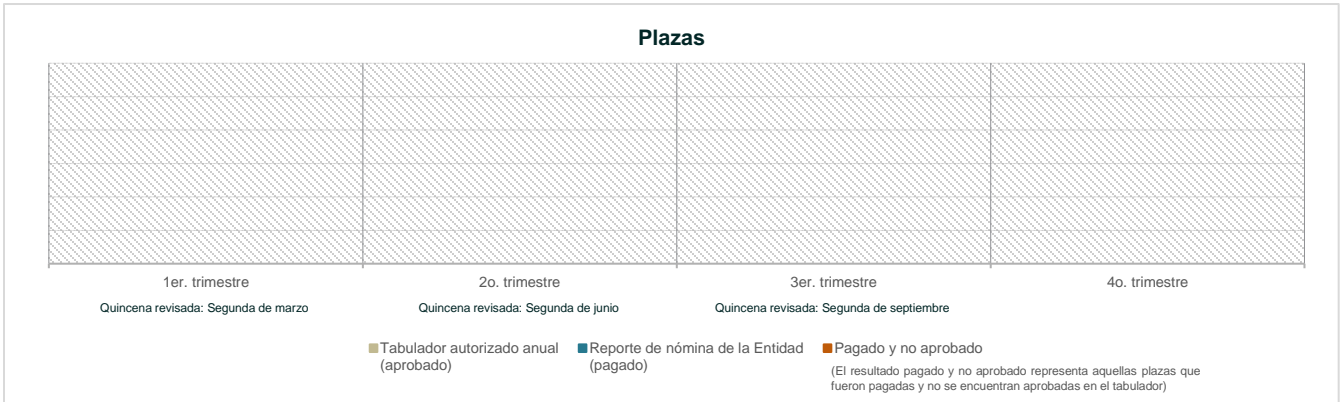 Plazas
1er. trimestre
2o. trimestre
3er. trimestre
4o. trimestre
Quincena revisada: Segunda de marzo
Quincena revisada: Segunda de junio
Quincena revisada: Segunda de septiembre
Tabulador autorizado anual
(aprobado)
Reporte de nómina de la Entidad
(pagado)
Pagado y no aprobado
(El resultado pagado y no aprobado representa aquellas plazas que
fueron pagadas y no se encuentran aprobadas en el tabulador)